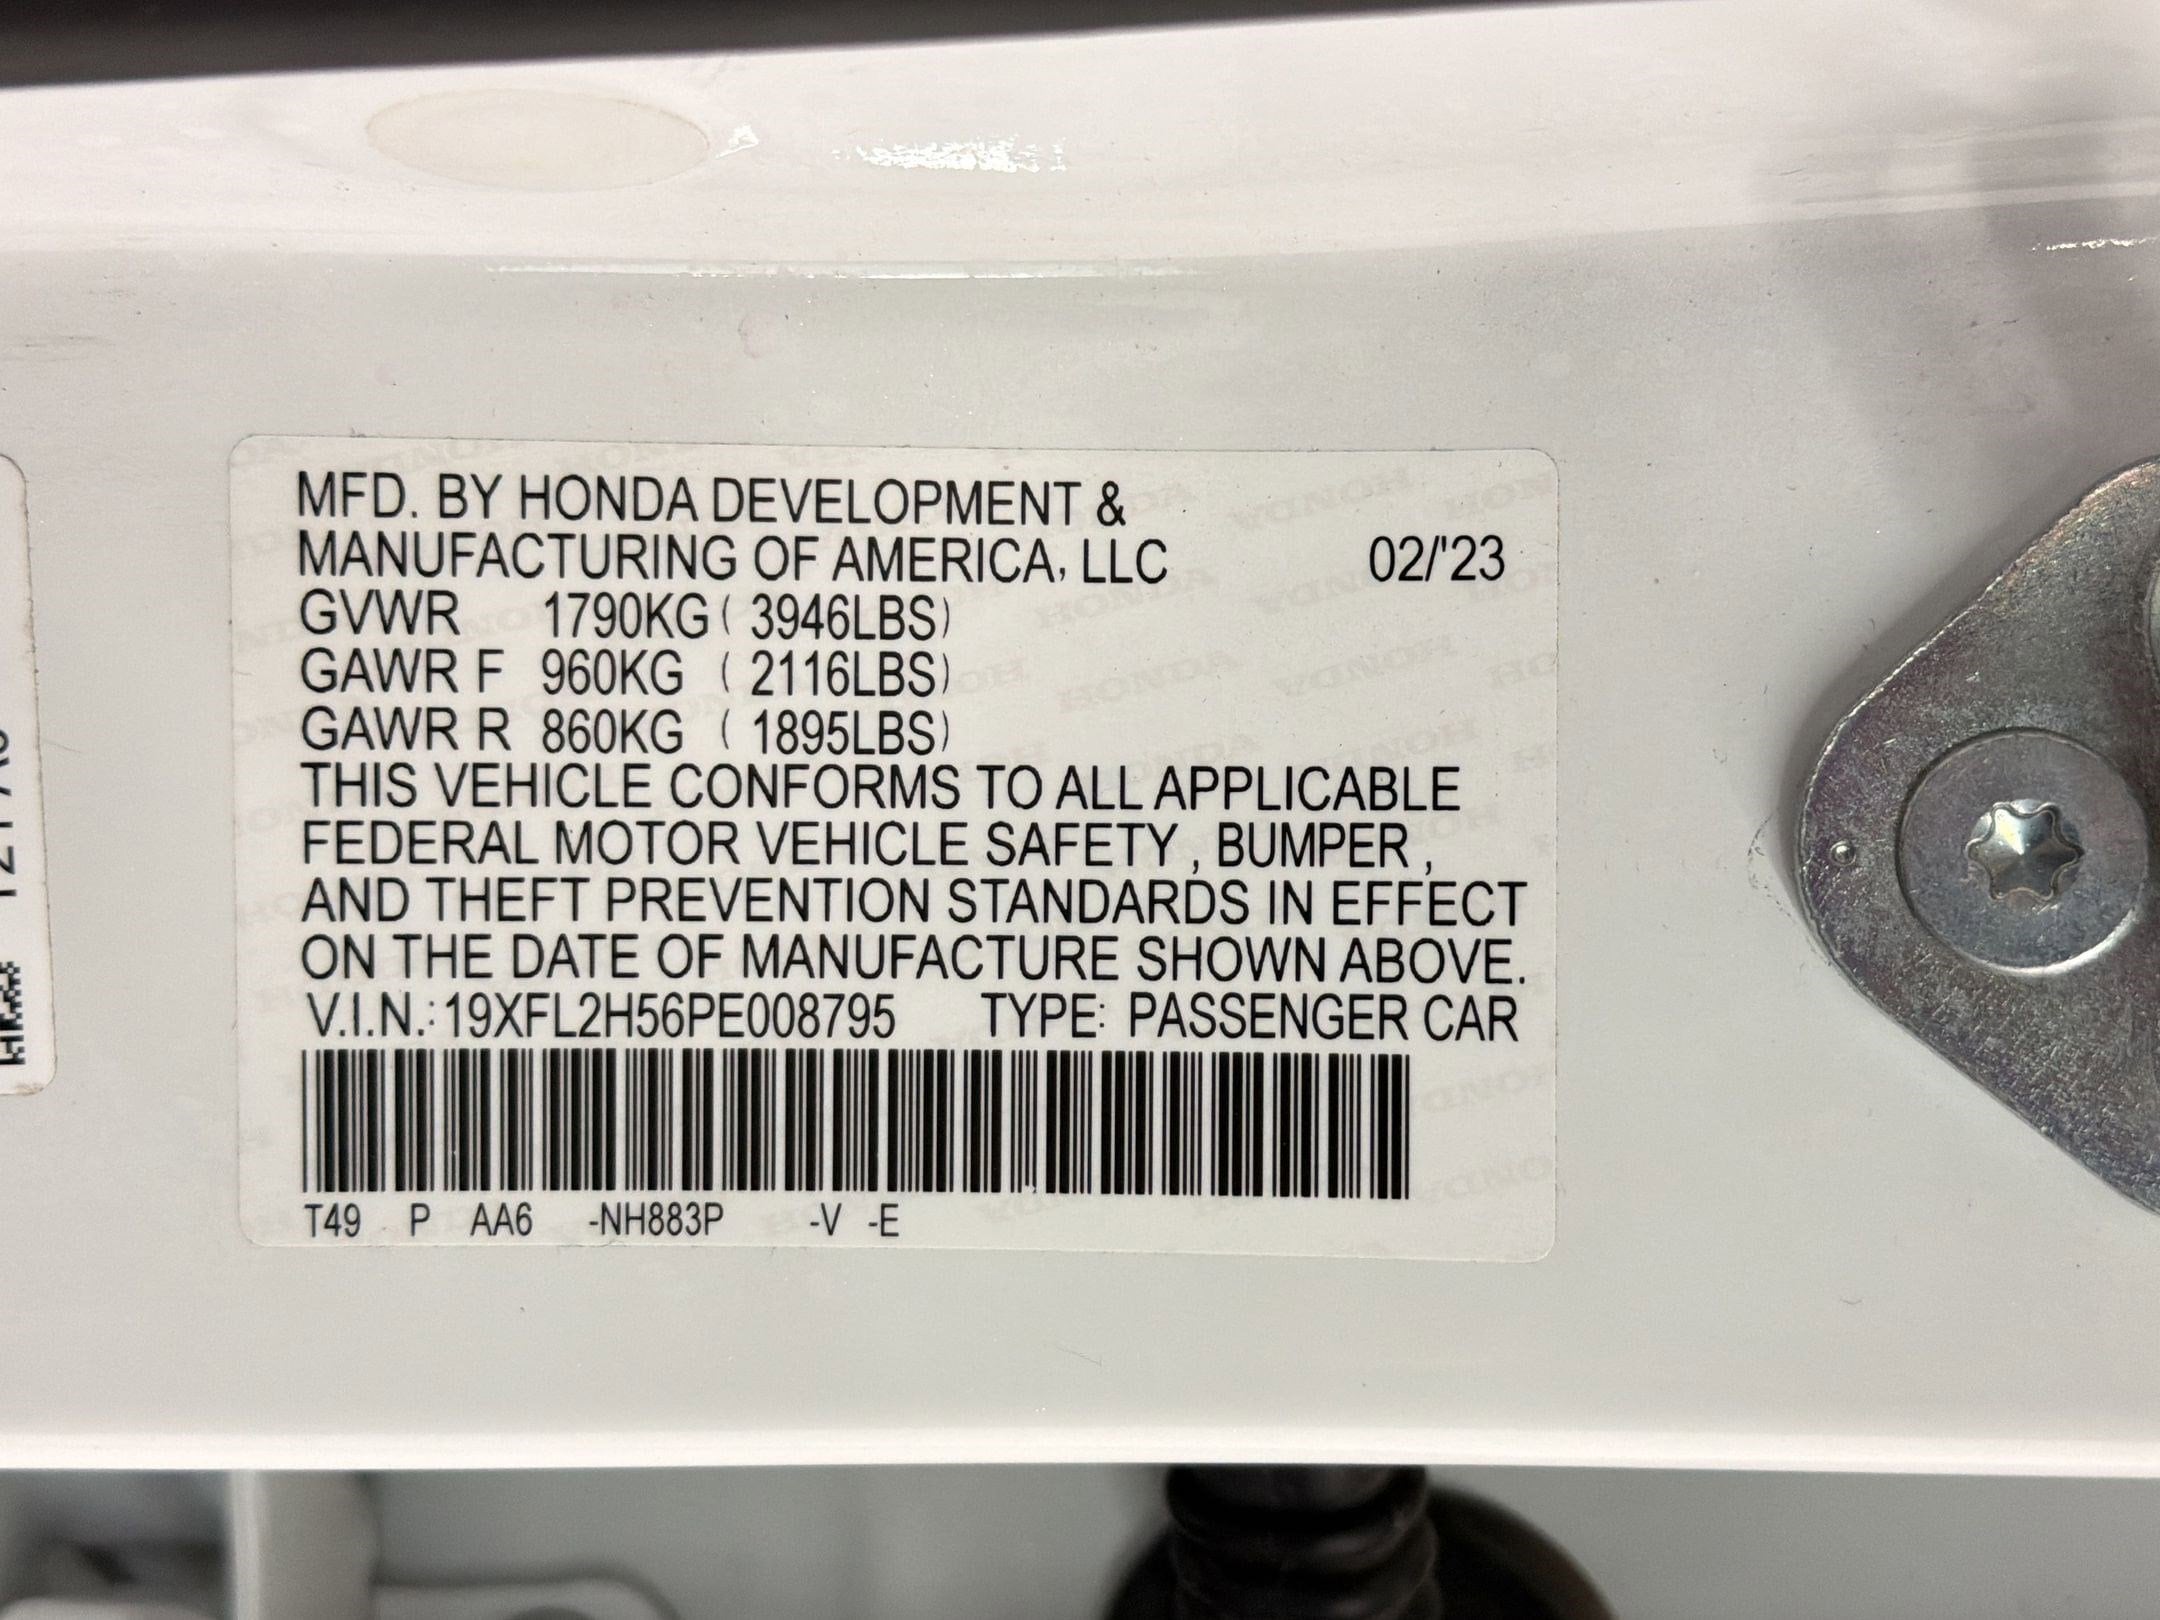 MFD. BY HONDA DEVELOPMENT &
MANUFACTURING OF AMERICA, LLC 02/'23
GVWR 1790KG ( 3946LBS)
GAWR F 960KG ( 2116LBS)
GAWR R 860KG ( 1895LBS)
THIS VEHICLE CONFORMS TO ALL APPLICABLE
FEDERAL MOTOR VEHICLE SAFETY , BUMPER ,
AND THEFT PREVENTION STANDARDS IN EFFECT
ON THE DATE OF MANUFACTURE SHOWN ABOVE.
V.I.N.: 19XFL2H56PE008795 TYPE: PASSENGER CAR
T49 P AA6 -NH883P -V -E